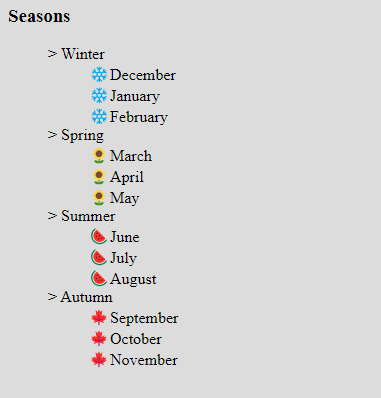 Seasons
> Winter
❄️December
January
February
> Spring
🌻March
🌻April
🌻May
> Summer
🍉June
🍉July
🍉August
> Autumn
🍁September
🍁October
🍁November